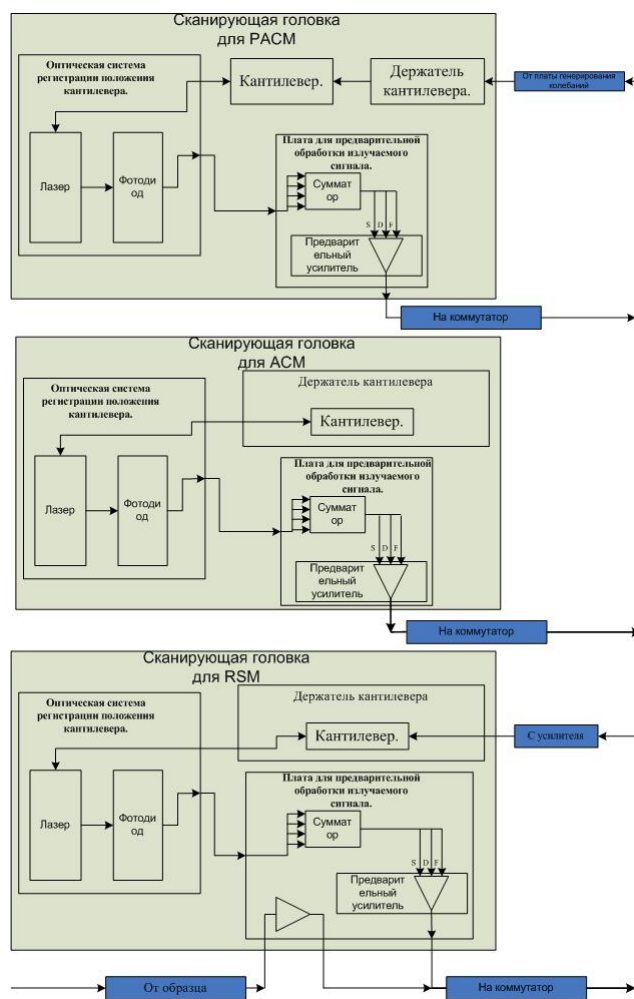 Сканирующая головка
для РАСМ
Оптическая система
регистрации положения
кантилевера.
Кантилевер.
Держатель
кантилевера.
От платы генерирования
колебаний
Лазер
Фотоди
од
Плата для предварительной
обработки излучаемого
сигнала.
Суммат
ор
S D F
Предварит
ельный
усилитель
На коммутатор
Сканирующая головка
для АСМ
Оптическая система
регистрации положения
кантилевера.
Держатель кантилевера
Кантилевер.
Лазер
Фотоди
од
Плата для предварительной
обработки излучаемого
сигнала.
Суммат
ор
S D F
Предварит
ельный
усилитель
На коммутатор
Сканирующая головка
для RSM
Оптическая система
регистрации положения
кантилевера.
Держатель кантилевера
Кантилевер.
С усилителя
Лазер
Фотоди
од
Плата для предварительной
обработки излучаемого
сигнала.
Суммат
ор
S D F
Предварит
ельный
усилитель
От образца
На коммутатор